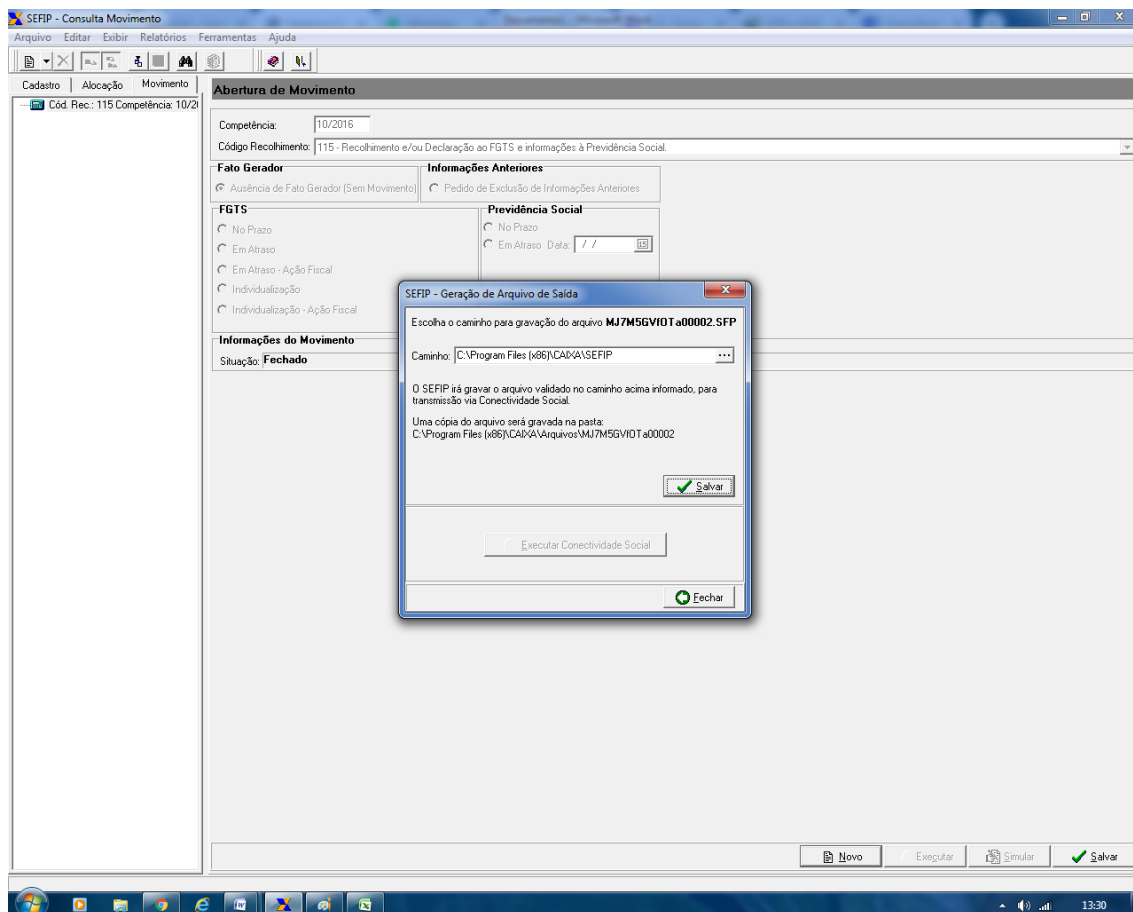 SEFIP - Consulta Movimento
Arquivo Editar Exibir Relatórios Ferramentas Ajuda
Cadastro Alocação Movimento
Cód. Rec.: 115 Competência: 10/20
Abertura de Movimento
Competência: 10/2016
Código Recolhimento: 115 - Recolhimento e/ou Declaração ao FGTS e informações à Previdência Social.
Fato Gerador Informações Anteriores
Ausência de Fato Gerador (Sem Movimento) Pedido de Exclusão de Informações Anteriores
FGTS Previdência Social
No Prazo No Prazo
Em Atraso Em Atraso Data: / / 15
Em Atraso - Ação Fiscal
Individualização
Individualização - Ação Fiscal
Informações do Movimento
Situação: Fechado
SEFIP - Geração de Arquivo de Saída
Escolha o caminho para gravação do arquivo MJ7M5GVf0Ta00002.SFP
Caminho: C:\Program Files (x86)\CAIXA\SEFIP ...
O SEFIP irá gravar o arquivo validado no caminho acima informado, para
transmissão via Conectividade Social.
Uma cópia do arquivo será gravada na pasta:
C:\Program Files (x86)\CAIXA\Arquivos\MJ7M5GVf0Ta00002
Salvar
Executar Conectividade Social
Fechar
Novo Executar Simular Salvar
13:30